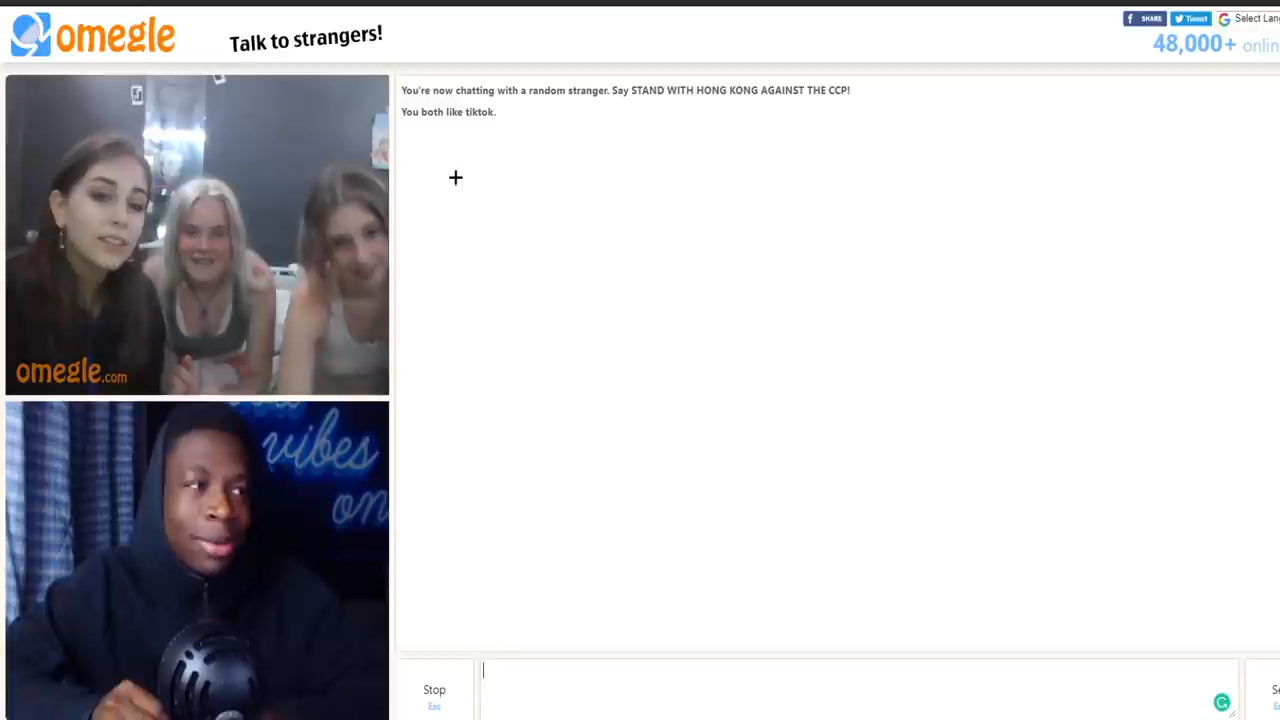 omegle
Talk to strangers!
SHARE
Tweet
Select Lan
48,000+ onlin
You're now chatting with a random stranger. Say STAND WITH HONG KONG AGAINST THE CCP!
You both like tiktok.
omegle.com
vibes
on
Stop
Esc